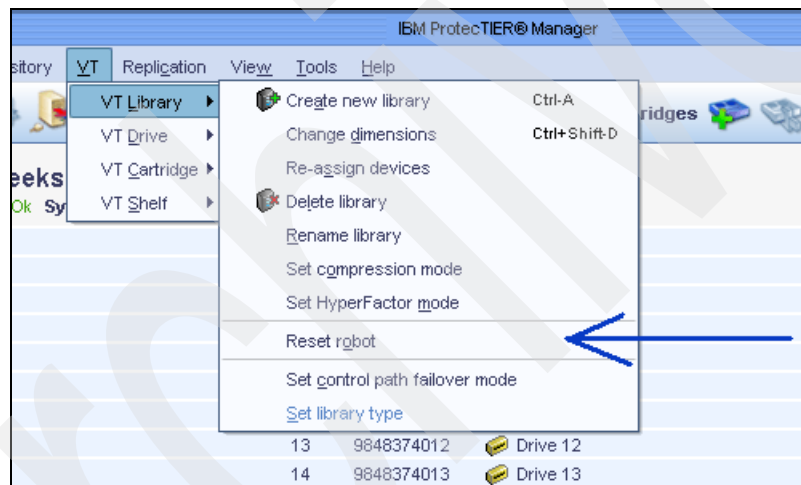 IBM ProtecTIER® Manager
sitory VT Replication View Tools Help
VT Library
VT Drive
VT Cartridge
VT Shelf
Create new library Ctrl-A
Change dimensions Ctrl+Shift-D
Re-assign devices
Delete library
Rename library
Set compression mode
Set HyperFactor mode
Reset robot
Set control path failover mode
Set library type
ridges
eeks
Ok Sy
13 9848374012 Drive 12
14 9848374013 Drive 13